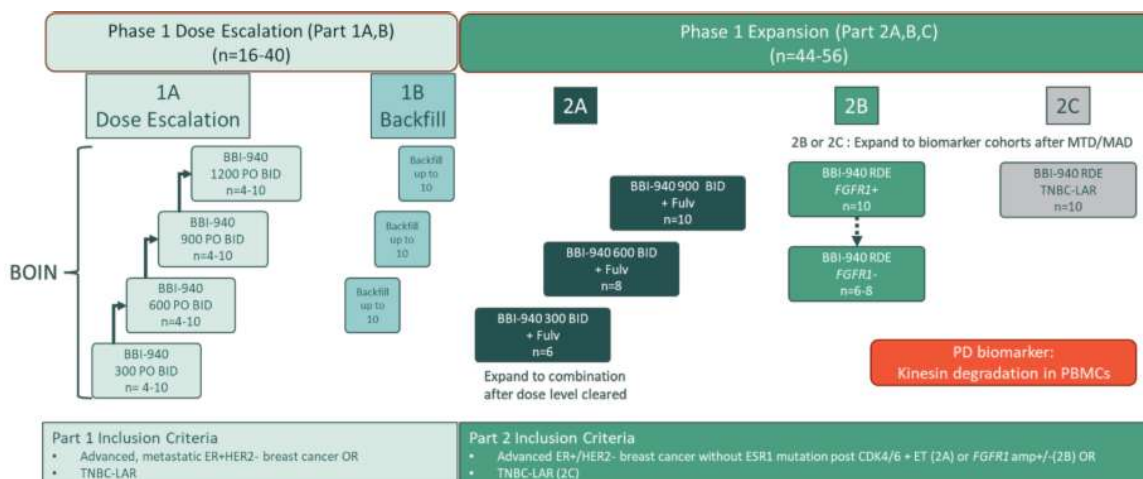 Phase 1 Dose Escalation (Part 1A,B)
(n=16-40)
Phase 1 Expansion (Part 2A,B,C)
(n=44-56)
1A
Dose Escalation
1B
Backfill
2A
2B
2C
2B or 2C : Expand to biomarker cohorts after MTD/MAD
BOIN
BBI-940
1200 PO BID
n=4-10
BBI-940
900 PO BID
n=4-10
BBI-940
600 PO BID
n=4-10
BBI-940
300 PO BID
n= 4-10
Backfill
up to
10
Backfill
up to
10
Backfill
up to
10
BBI-940 900 BID
+ Fulv
n=10
BBI-940 600 BID
+ Fulv
n=8
BBI-940 300 BID
+ Fulv
n=6
Expand to combination
after dose level cleared
BBI-940 RDE
FGFR1+
n=10
BBI-940 RDE
FGFR1-
n=6-8
BBI-940 RDE
TNBC-LAR
n=10
PD biomarker:
Kinesin degradation in PBMCs
Part 1 Inclusion Criteria
• Advanced, metastatic ER+HER2- breast cancer OR
• TNBC-LAR
Part 2 Inclusion Criteria
• Advanced ER+/HER2- breast cancer without ESR1 mutation post CDK4/6 + ET (2A) or FGFR1 amp+/-(2B) OR
• TNBC-LAR (2C)